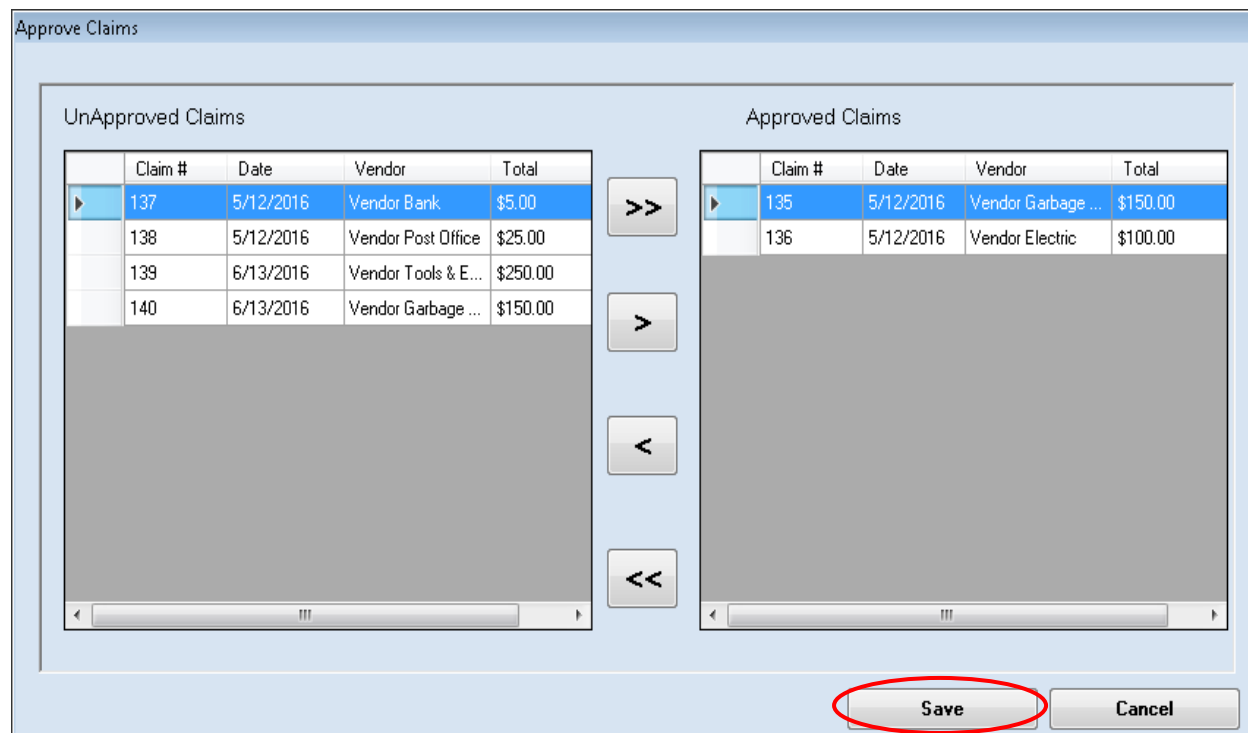 Approve Claims
UnApproved Claims
Approved Claims
Claim # Date Vendor Total
137 5/12/2016 Vendor Bank $5.00
138 5/12/2016 Vendor Post Office $25.00
139 6/13/2016 Vendor Tools & E... $250.00
140 6/13/2016 Vendor Garbage ... $150.00
>>
>
<
<<
Claim # Date Vendor Total
135 5/12/2016 Vendor Garbage ... $150.00
136 5/12/2016 Vendor Electric $100.00
Save
Cancel